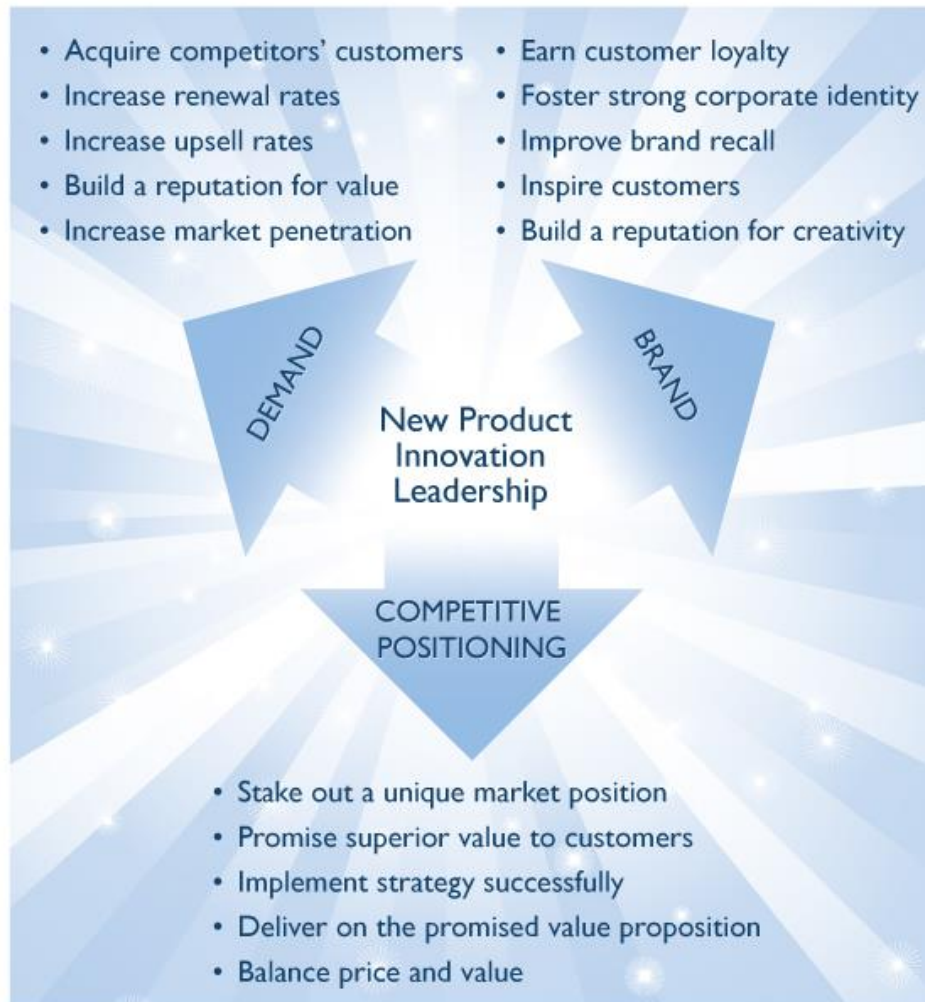 • Acquire competitors’ customers
• Increase renewal rates
• Increase upsell rates
• Build a reputation for value
• Increase market penetration
• Earn customer loyalty
• Foster strong corporate identity
• Improve brand recall
• Inspire customers
• Build a reputation for creativity
DEMAND
BRAND
New Product
Innovation
Leadership
COMPETITIVE
POSITIONING
• Stake out a unique market position
• Promise superior value to customers
• Implement strategy successfully
• Deliver on the promised value proposition
• Balance price and value